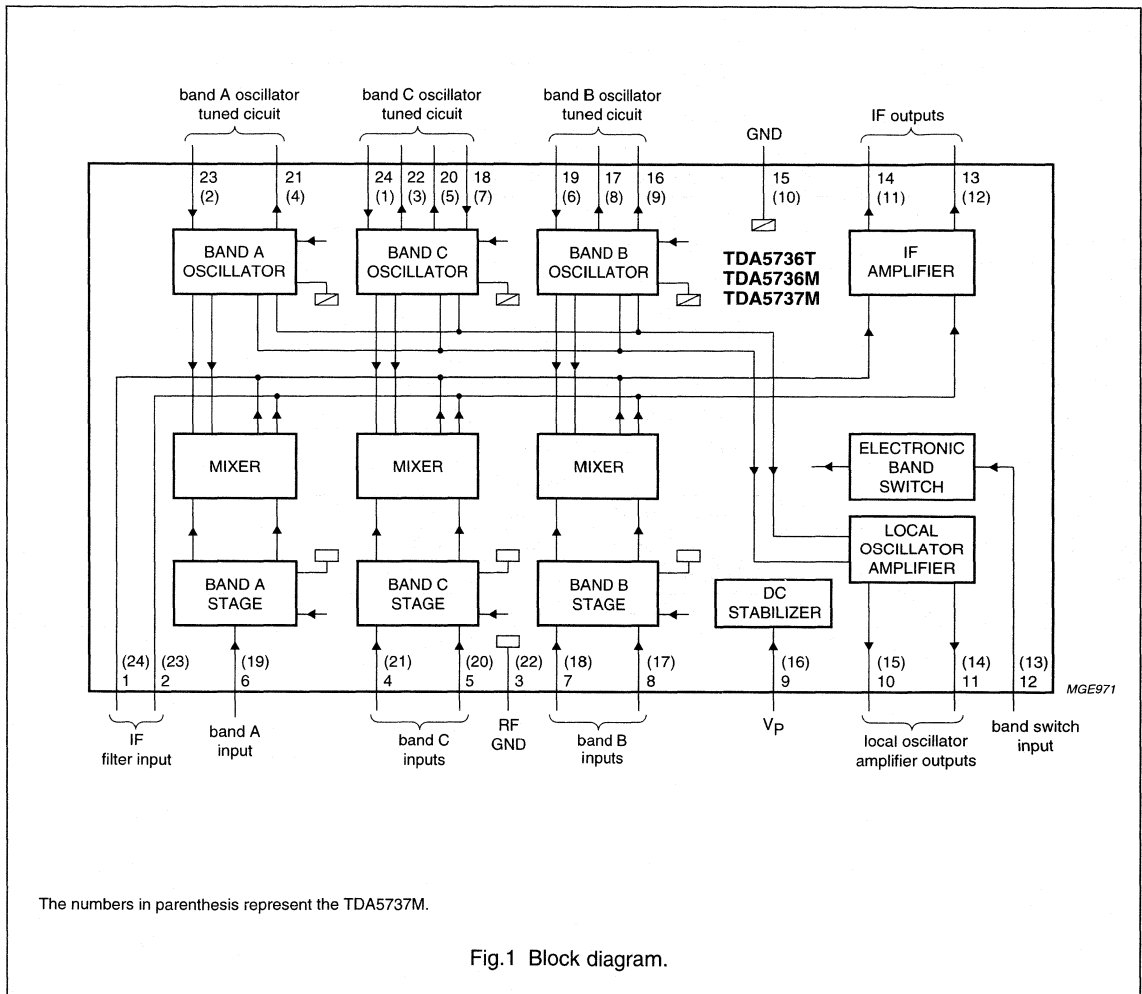 band A oscillator
tuned cicuit
band C oscillator
tuned cicuit
band B oscillator
tuned cicuit
GND
IF outputs
23
(2)
21
(4)
24
(1)
22
(3)
20
(5)
18
(7)
19
(6)
17
(8)
16
(9)
15
(10)
14
(11)
13
(12)
BAND A
OSCILLATOR
BAND C
OSCILLATOR
BAND B
OSCILLATOR
TDA5736T
TDA5736M
TDA5737M
IF
AMPLIFIER
MIXER
MIXER
MIXER
ELECTRONIC
BAND
SWITCH
BAND A
STAGE
BAND C
STAGE
BAND B
STAGE
DC
STABILIZER
LOCAL
OSCILLATOR
AMPLIFIER
(24)
1
(23)
2
(19)
6
(21)
4
(20)
5
(22)
3
(18)
7
(17)
8
(16)
9
(15)
10
(14)
11
(13)
12
MGE971
IF
filter input
band A
input
band C
inputs
RF
GND
band B
inputs
VP
local oscillator
amplifier outputs
band switch
input
The numbers in parenthesis represent the TDA5737M.
Fig.1 Block diagram.